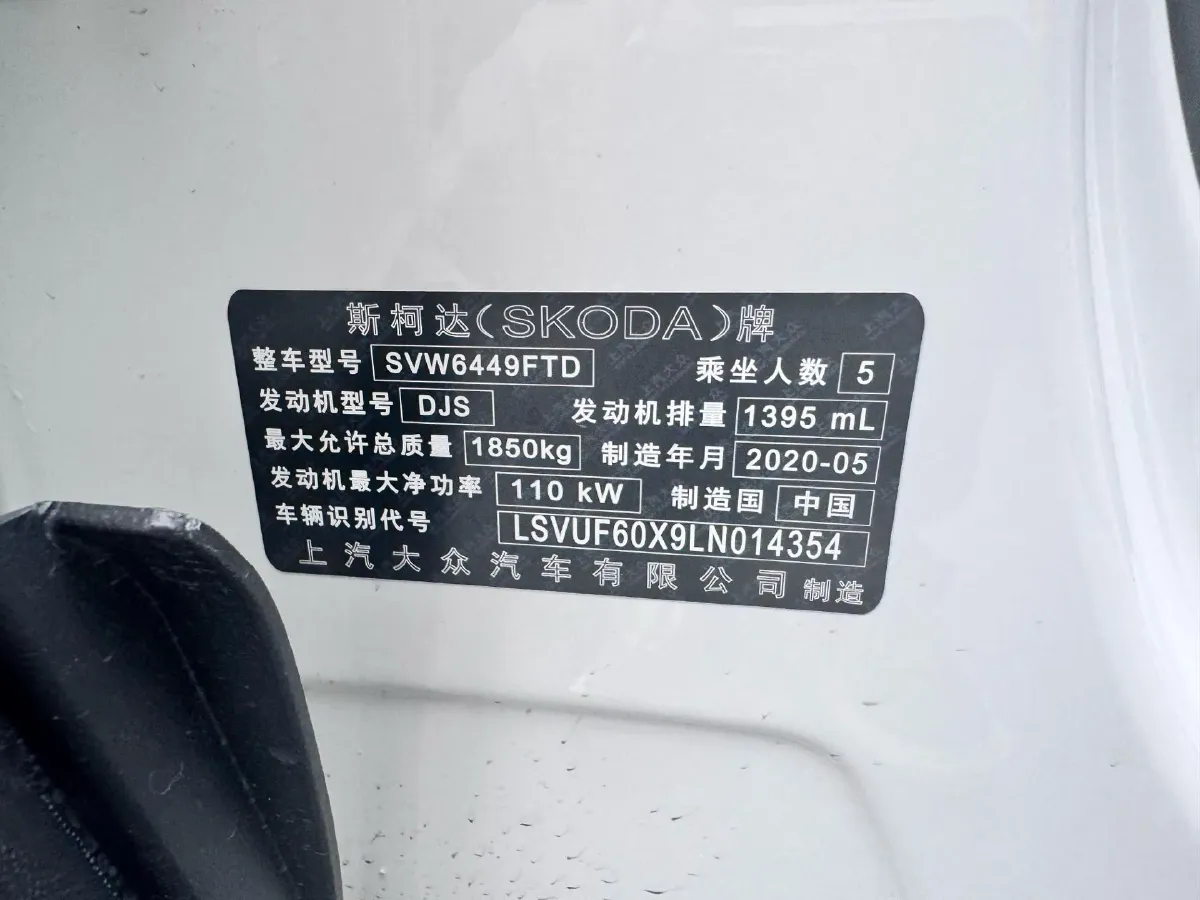 斯柯达(SKODA)牌
整车型号 SVW6449FTD 乘坐人数 5
发动机型号 DJS 发动机排量 1395 mL
最大允许总质量 1850kg 制造年月 2020-05
发动机最大净功率 110 kW 制造国 中国
车辆识别代号 LSVUF60X9LN014354
上汽大众汽车有限公司 制造